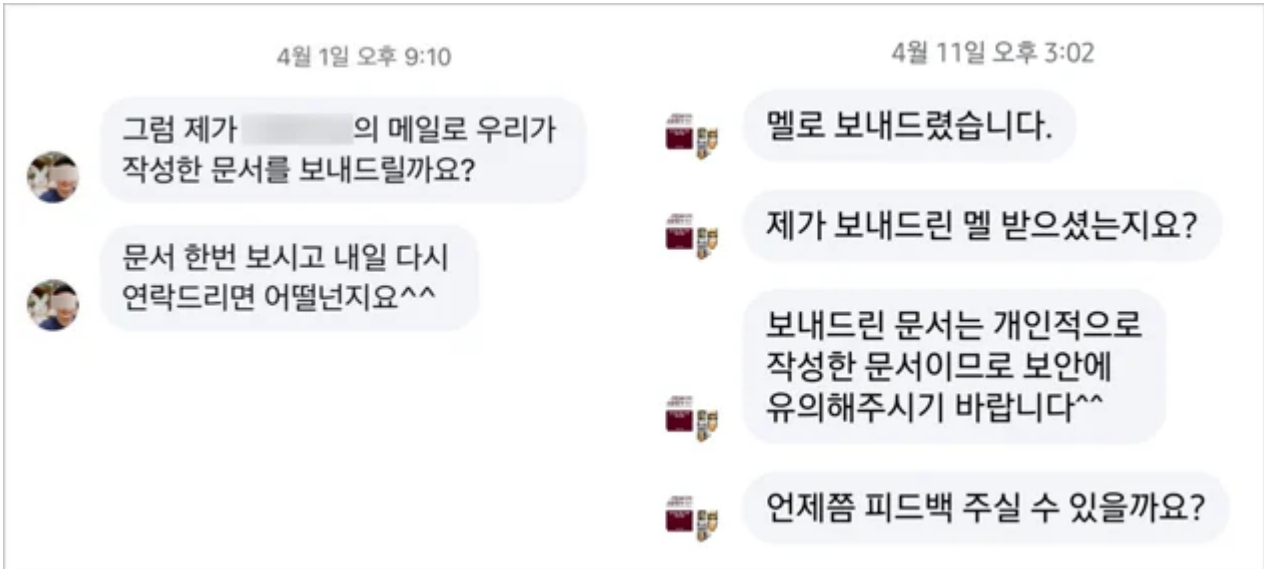 4월 1일 오후 9:10
그럼 제가 의 메일로 우리가
작성한 문서를 보내드릴까요?
문서 한번 보시고 내일 다시
연락드리면 어떨넌지요^^
4월 11일 오후 3:02
멜로 보내드렸습니다.
제가 보내드린 멜 받으셨는지요?
보내드린 문서는 개인적으로
작성한 문서이므로 보안에
유의해주시기 바랍니다^^
언제쯤 피드백 주실 수 있을까요?